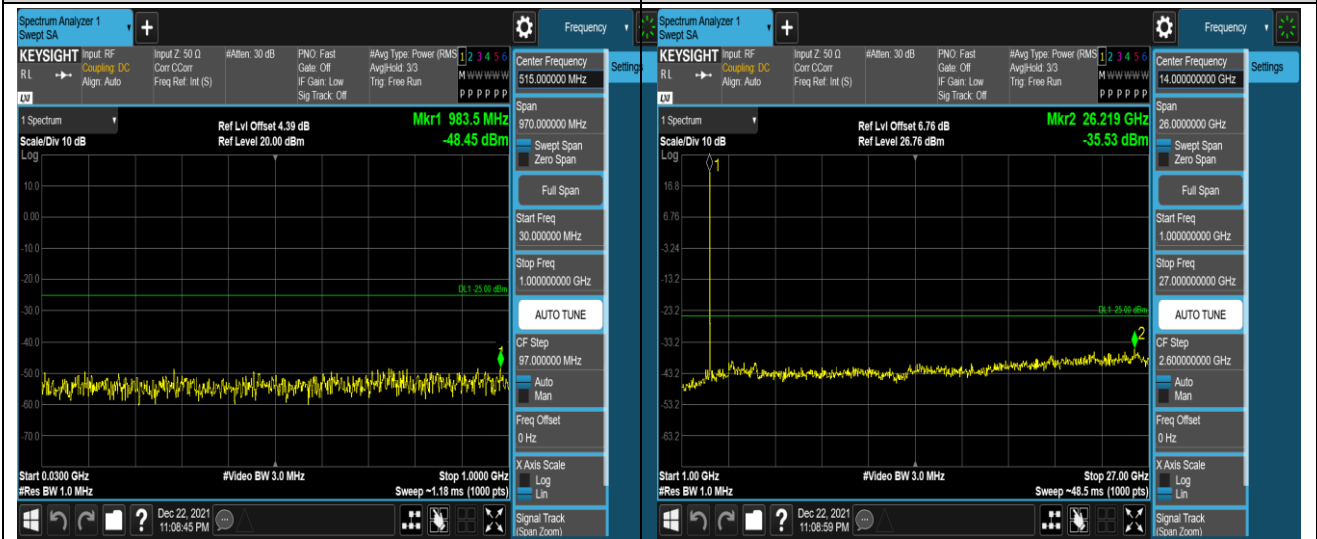 Spectrum Analyzer 1
Swept SA
Frequency
KEYSIGHT
RL
LXI
Input: RF
Coupling: DC
Align: Auto
Input Z: 50 Ω
Corr CCorr
Freq Ref: Int (S)
#Atten: 30 dB
PNO: Fast
Gate: Off
IF Gain: Low
Sig Track: Off
#Avg Type: Power (RMS
Avg|Hold: 3/3
Trig: Free Run
1 2 3 4 5 6
M W W W W W
P P P P P P
1 Spectrum
Scale/Div 10 dB
Log
Ref Lvl Offset 4.39 dB
Ref Level 20.00 dBm
Mkr1 983.5 MHz
-48.45 dBm
10.0
0.00
-10.0
-20.0
-30.0
-40.0
-50.0
-60.0
-70.0
DL1 -25.00 dBm
1
Start 0.0300 GHz
#Res BW 1.0 MHz
#Video BW 3.0 MHz
Stop 1.0000 GHz
Sweep ~1.18 ms (1000 pts)
Dec 22, 2021
11:08:45 PM
Center Frequency
515.000000 MHz
Settings
Span
970.000000 MHz
Swept Span
Zero Span
Full Span
Start Freq
30.000000 MHz
Stop Freq
1.000000000 GHz
AUTO TUNE
CF Step
97.000000 MHz
Auto
Man
Freq Offset
0 Hz
X Axis Scale
Log
Lin
Signal Track
(Span Zoom)
Spectrum Analyzer 1
Swept SA
Frequency
KEYSIGHT
RL
LXI
Input: RF
Coupling: DC
Align: Auto
Input Z: 50 Ω
Corr CCorr
Freq Ref: Int (S)
#Atten: 30 dB
PNO: Fast
Gate: Off
IF Gain: Low
Sig Track: Off
#Avg Type: Power (RMS
Avg|Hold: 3/3
Trig: Free Run
1 2 3 4 5 6
M W W W W W
P P P P P P
1 Spectrum
Scale/Div 10 dB
Log
Ref Lvl Offset 6.76 dB
Ref Level 26.76 dBm
Mkr2 26.219 GHz
-35.53 dBm
1
16.8
6.76
-3.24
-13.2
-23.2
-33.2
-43.2
-53.2
-63.2
DL1 -25.00 dBm
2
Start 1.00 GHz
#Res BW 1.0 MHz
#Video BW 3.0 MHz
Stop 27.00 GHz
Sweep ~48.5 ms (1000 pts)
Dec 22, 2021
11:08:59 PM
Center Frequency
14.000000000 GHz
Settings
Span
26.0000000 GHz
Swept Span
Zero Span
Full Span
Start Freq
1.000000000 GHz
Stop Freq
27.000000000 GHz
AUTO TUNE
CF Step
2.600000000 GHz
Auto
Man
Freq Offset
0 Hz
X Axis Scale
Log
Lin
Signal Track
(Span Zoom)